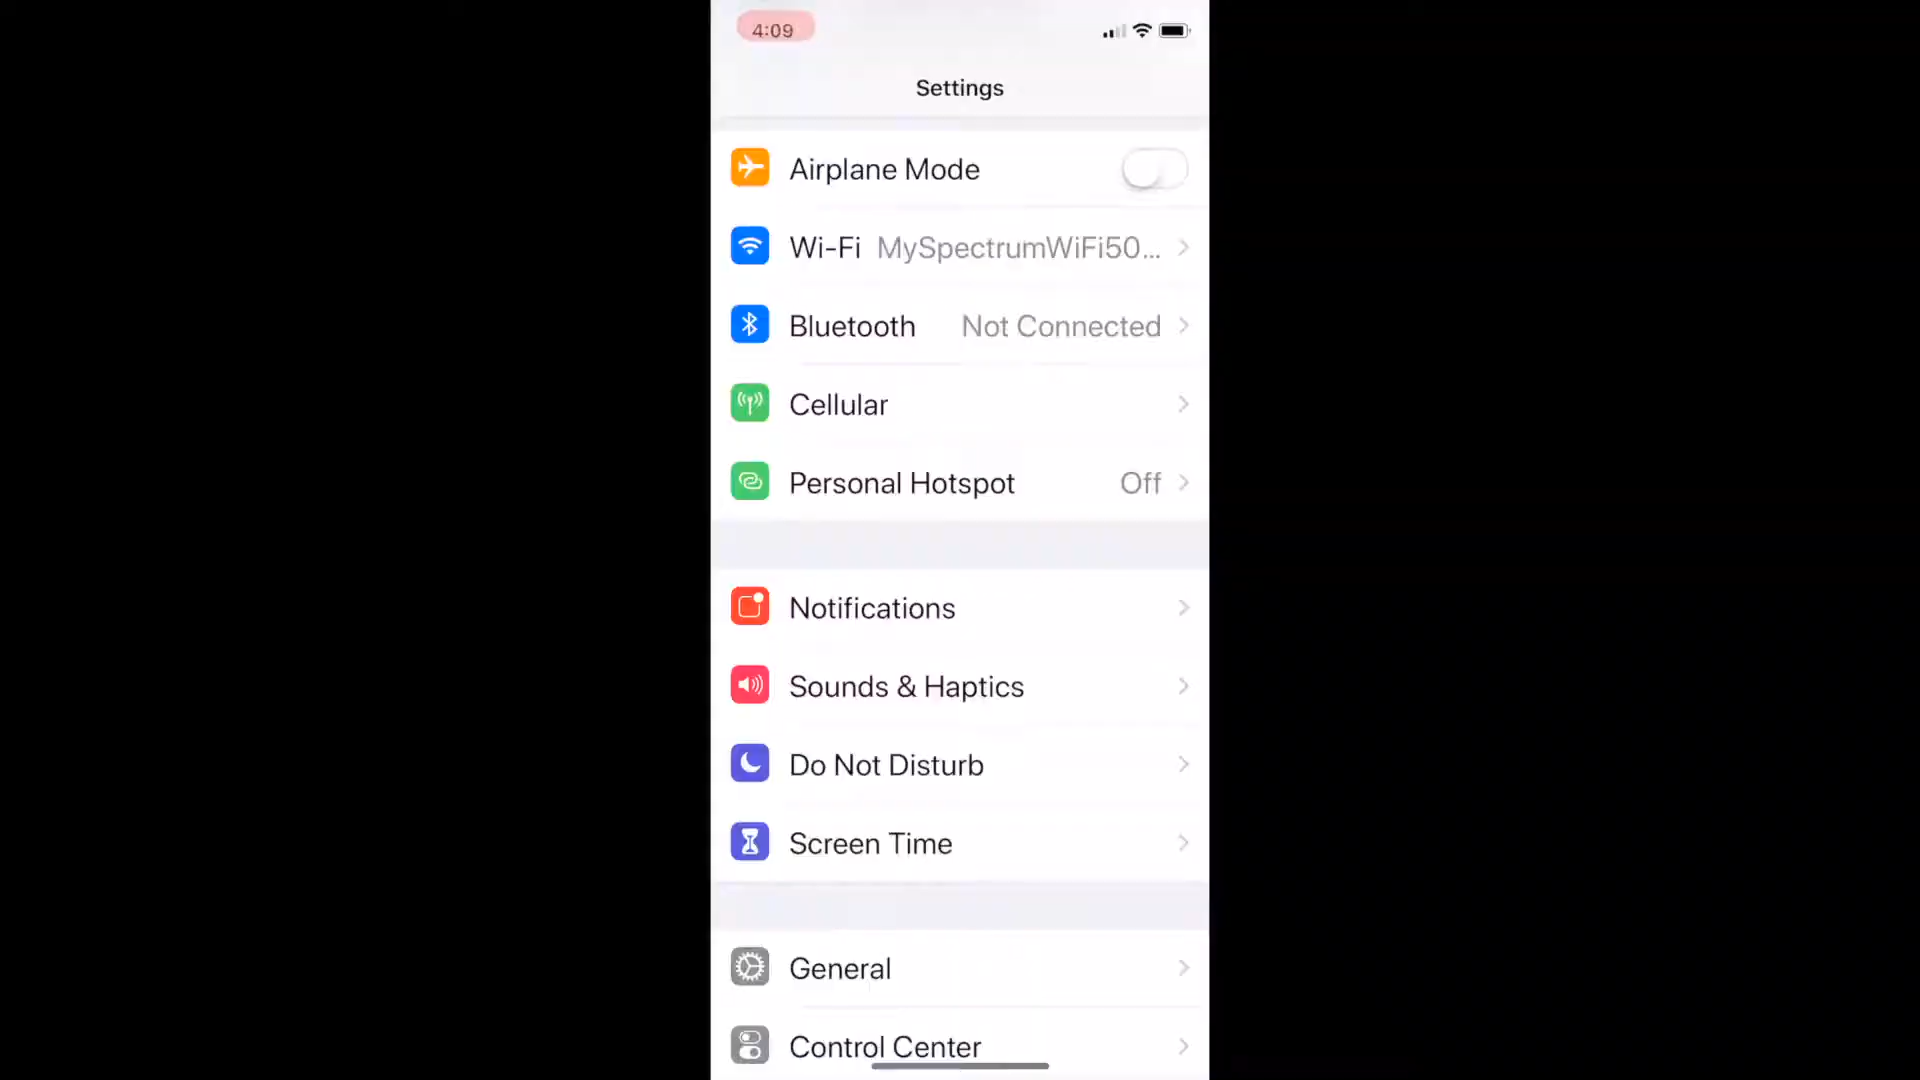 4:09
Settings
Airplane Mode
Wi-Fi MySpectrumWiFi50...
Bluetooth Not Connected
Cellular
Personal Hotspot Off
Notifications
Sounds & Haptics
Do Not Disturb
Screen Time
General
Control Center